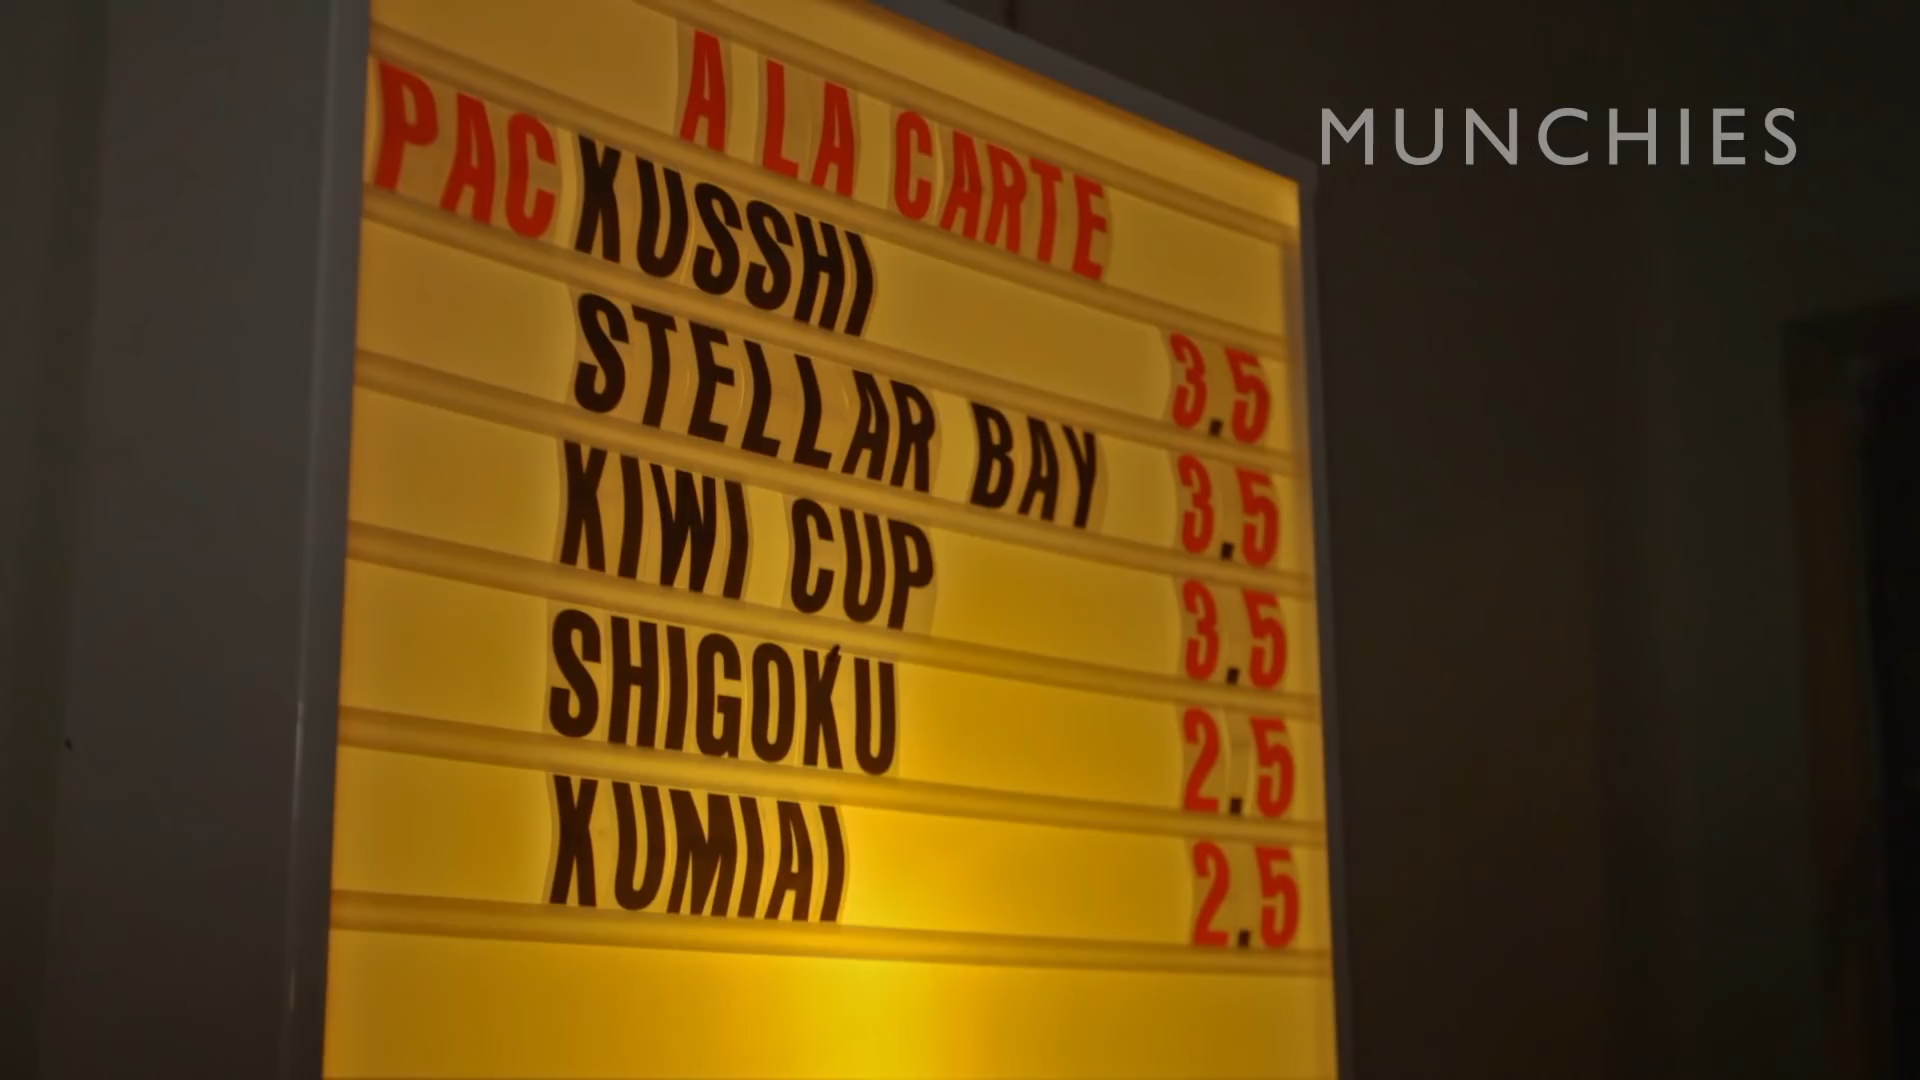 MUNCHIES
A LA CARTE
PAC KUSSHI 3.5
STELLAR BAY 3.5
KIWI CUP 3.5
SHIGOKU 2.5
KUMIAI 2.5